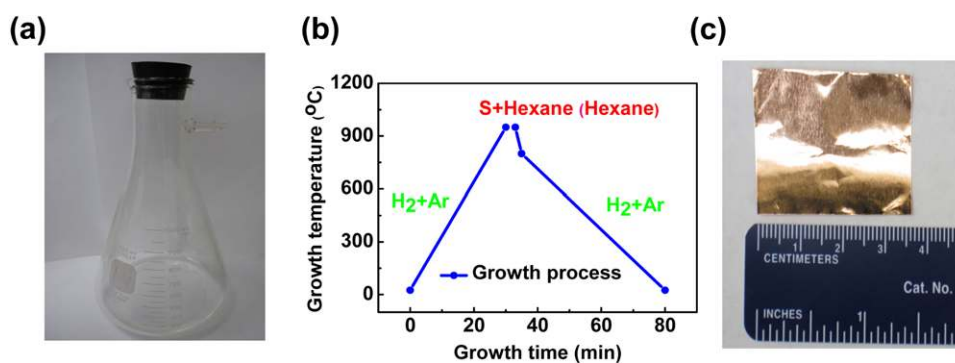 (a)
(b)
(c)
1200
900
600
300
0
Growth temperature (°C)
S+Hexane (Hexane)
H2+Ar
H2+Ar
Growth process
0 20 40 60 80
Growth time (min)
1 2 3 4
CENTIMETERS
Cat. No.
INCHES
1